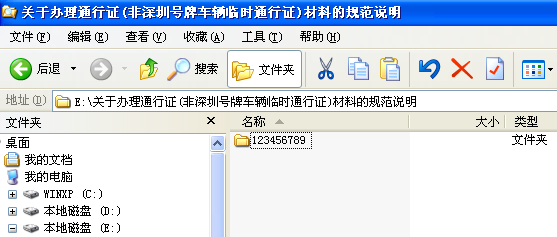 关于办理通行证(非深圳号牌车辆临时通行证)材料的规范说明
文件(F) 编辑(E) 查看(V) 收藏(A) 工具(T) 帮助(H)
后退 搜索 文件夹
地址(D) E:\关于办理通行证(非深圳号牌车辆临时通行证)材料的规范说明
文件夹 名称 大小 类型
桌面 123456789 文件夹
我的文档
我的电脑
WINXP (C:)
本地磁盘 (D:)
本地磁盘 (E:)